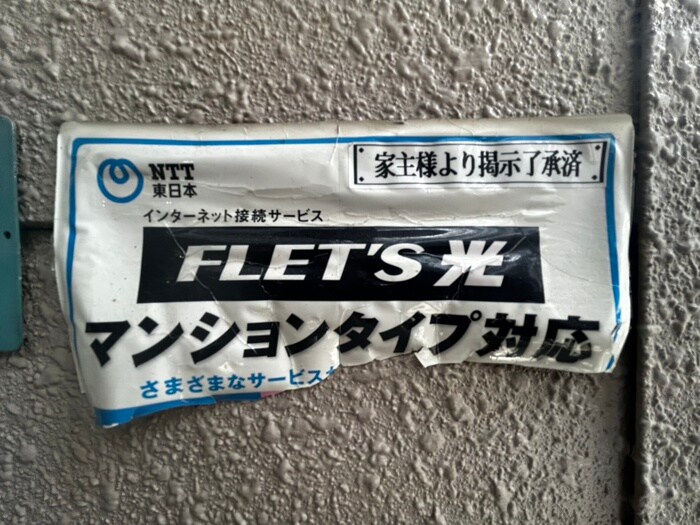 NTT
東日本
家主様より掲示了承済
インターネット接続サービス
FLET'S 光
マンションタイプ対応
さまざまなサービス